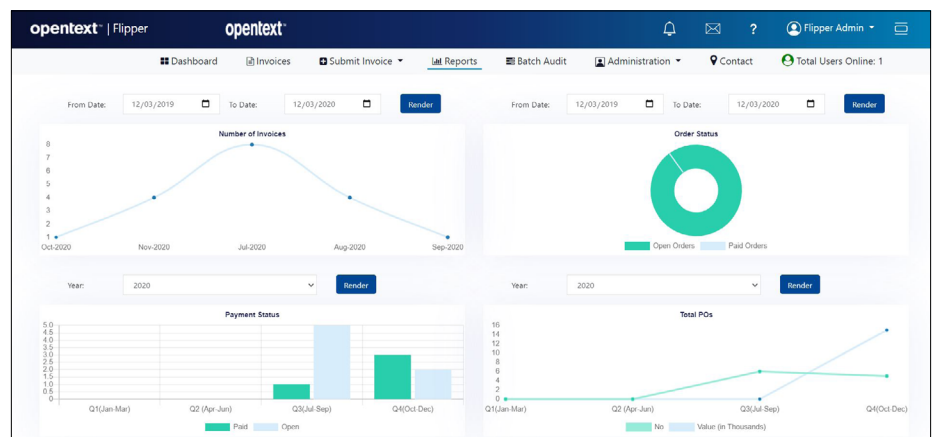 opentext™ | Flipper opentext™ ? Flipper Admin
Dashboard Invoices Submit Invoice Reports Batch Audit Administration Contact Total Users Online: 1
From Date: 12/03/2019 To Date: 12/03/2020 Render
From Date: 12/03/2019 To Date: 12/03/2020 Render
Number of Invoices
8
7
6
5
4
3
2
1
Oct-2020 Nov-2020 Jul-2020 Aug-2020 Sep-2020
Order Status
Open Orders Paid Orders
Year: 2020 Render
Year: 2020 Render
Payment Status
5.0
4.5
4.0
3.5
3.0
2.5
2.0
1.5
1.0
0.5
0
Q1(Jan-Mar) Q2 (Apr-Jun) Q3(Jul-Sep) Q4(Oct-Dec)
Paid Open
Total POs
16
14
12
10
8
6
4
2
0
Q1(Jan-Mar) Q2 (Apr-Jun) Q3(Jul-Sep) Q4(Oct-Dec)
No Value (in Thousands)